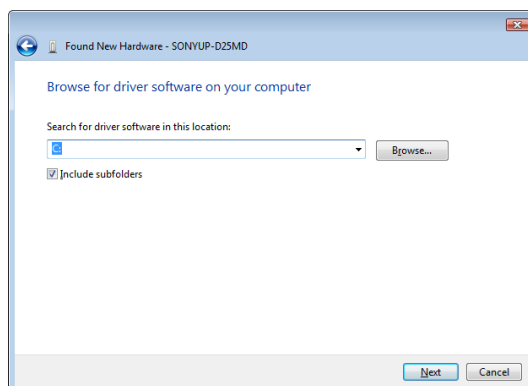 Found New Hardware - SONYUP-D25MD
Browse for driver software on your computer
Search for driver software in this location:
C:
Browse...
Include subfolders
Next
Cancel